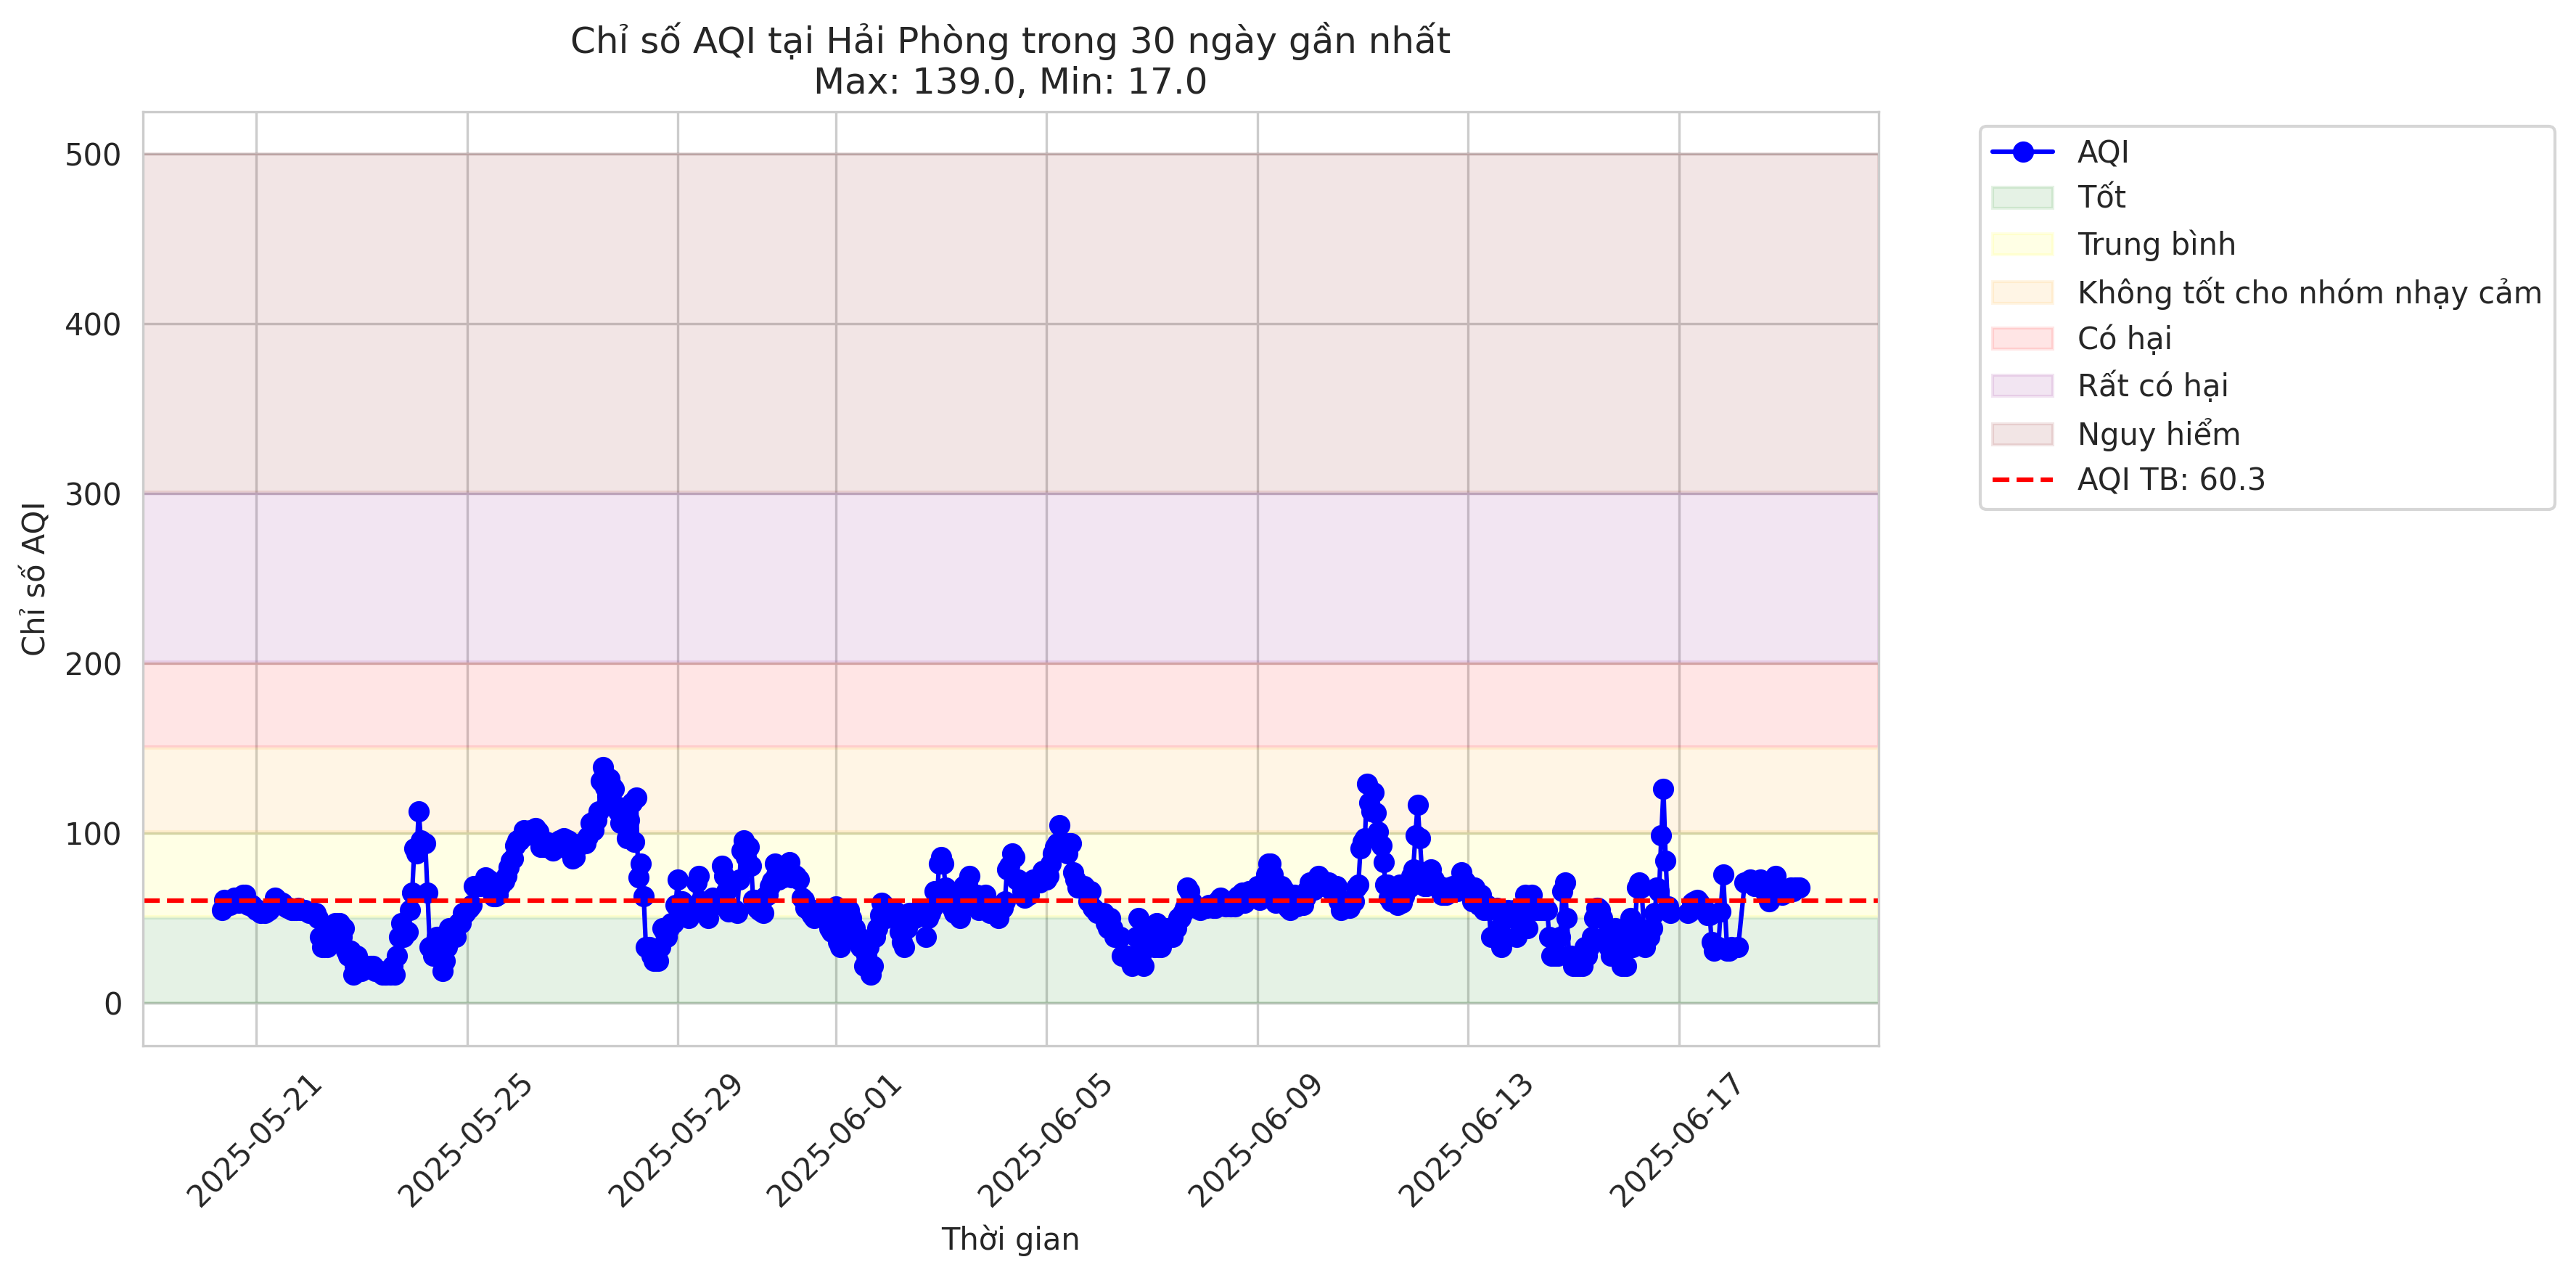 Chỉ số AQI tại Hải Phòng trong 30 ngày gần nhất
Max: 139.0, Min: 17.0
Chỉ số AQI
500
400
300
200
100
0
2025-05-21
2025-05-25
2025-05-29
2025-06-01
2025-06-05
2025-06-09
2025-06-13
2025-06-17
Thời gian
AQI
Tốt
Trung bình
Không tốt cho nhóm nhạy cảm
Có hại
Rất có hại
Nguy hiểm
AQI TB: 60.3